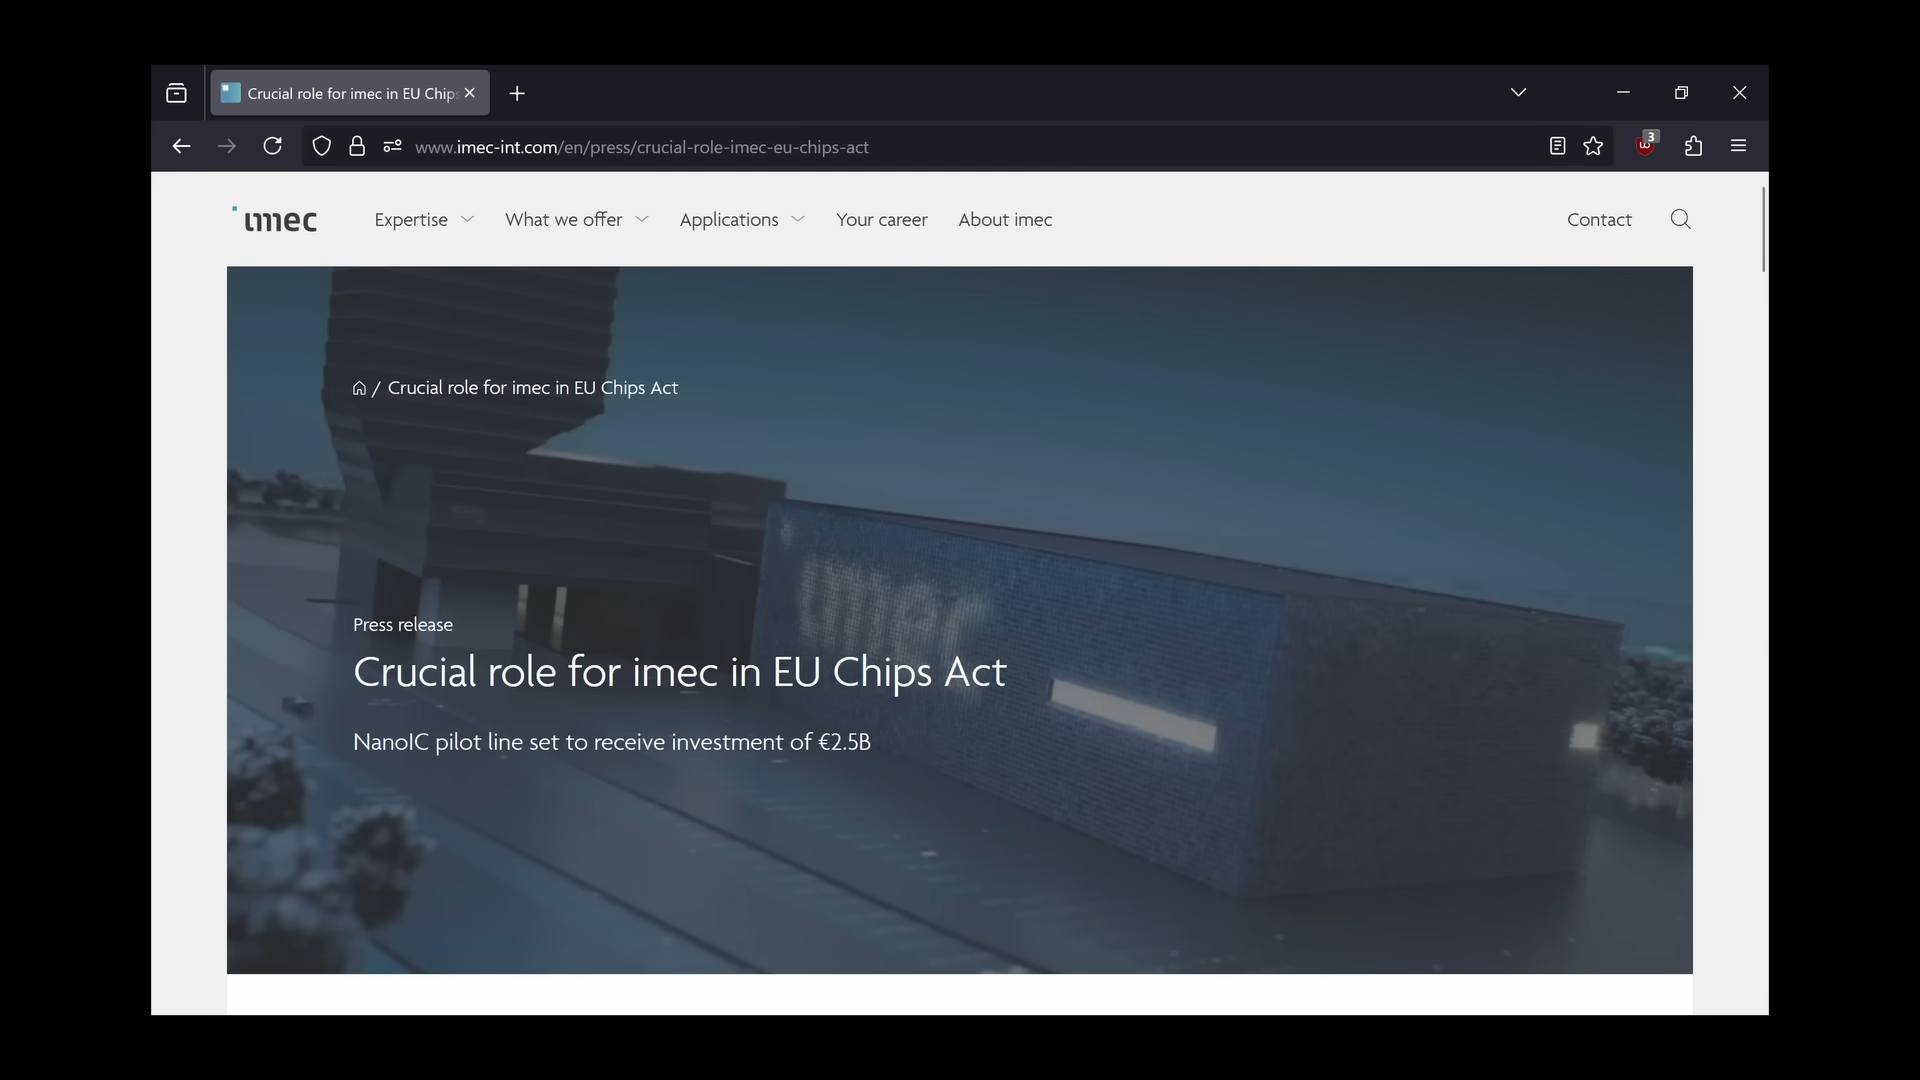 Crucial role for imec in EU Chip
3
www.imec-int.com/en/press/crucial-role-imec-eu-chips-act
imec
Expertise
What we offer
Applications
Your career
About imec
Contact
/ Crucial role for imec in EU Chips Act
imec
Press release
Crucial role for imec in EU Chips Act
NanoIC pilot line set to receive investment of €2.5B